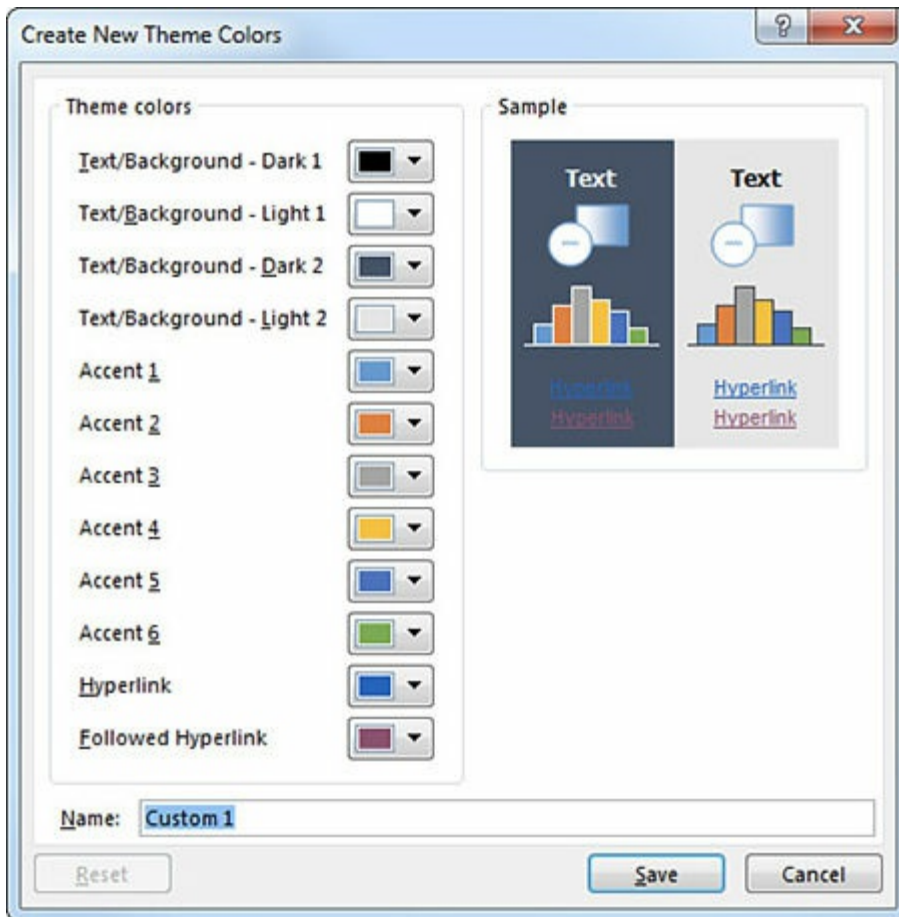 Create New Theme Colors
Theme colors
Text/Background - Dark 1
Text/Background - Light 1
Text/Background - Dark 2
Text/Background - Light 2
Accent 1
Accent 2
Accent 3
Accent 4
Accent 5
Accent 6
Hyperlink
Followed Hyperlink
Sample
Text Text
Hyperlink Hyperlink
Hyperlink Hyperlink
Name: Custom 1
Reset Save Cancel